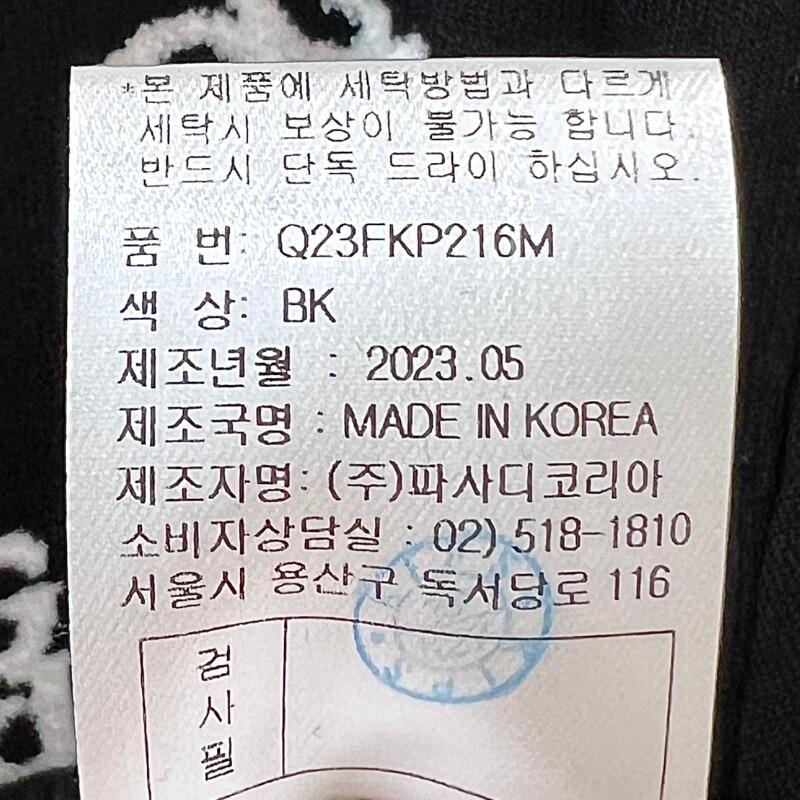 *본 제품에 세탁방법과 다르게
세탁시 보상이 불가능 합니다.
반드시 단독 드라이 하십시오.
품 번: Q23FKP216M
색 상: BK
제조년월 : 2023.05
제조국명 : MADE IN KOREA
제조자명: (주)파사디코리아
소비자상담실 : 02) 518-1810
서울시 용산구 독서당로 116
검
사
필